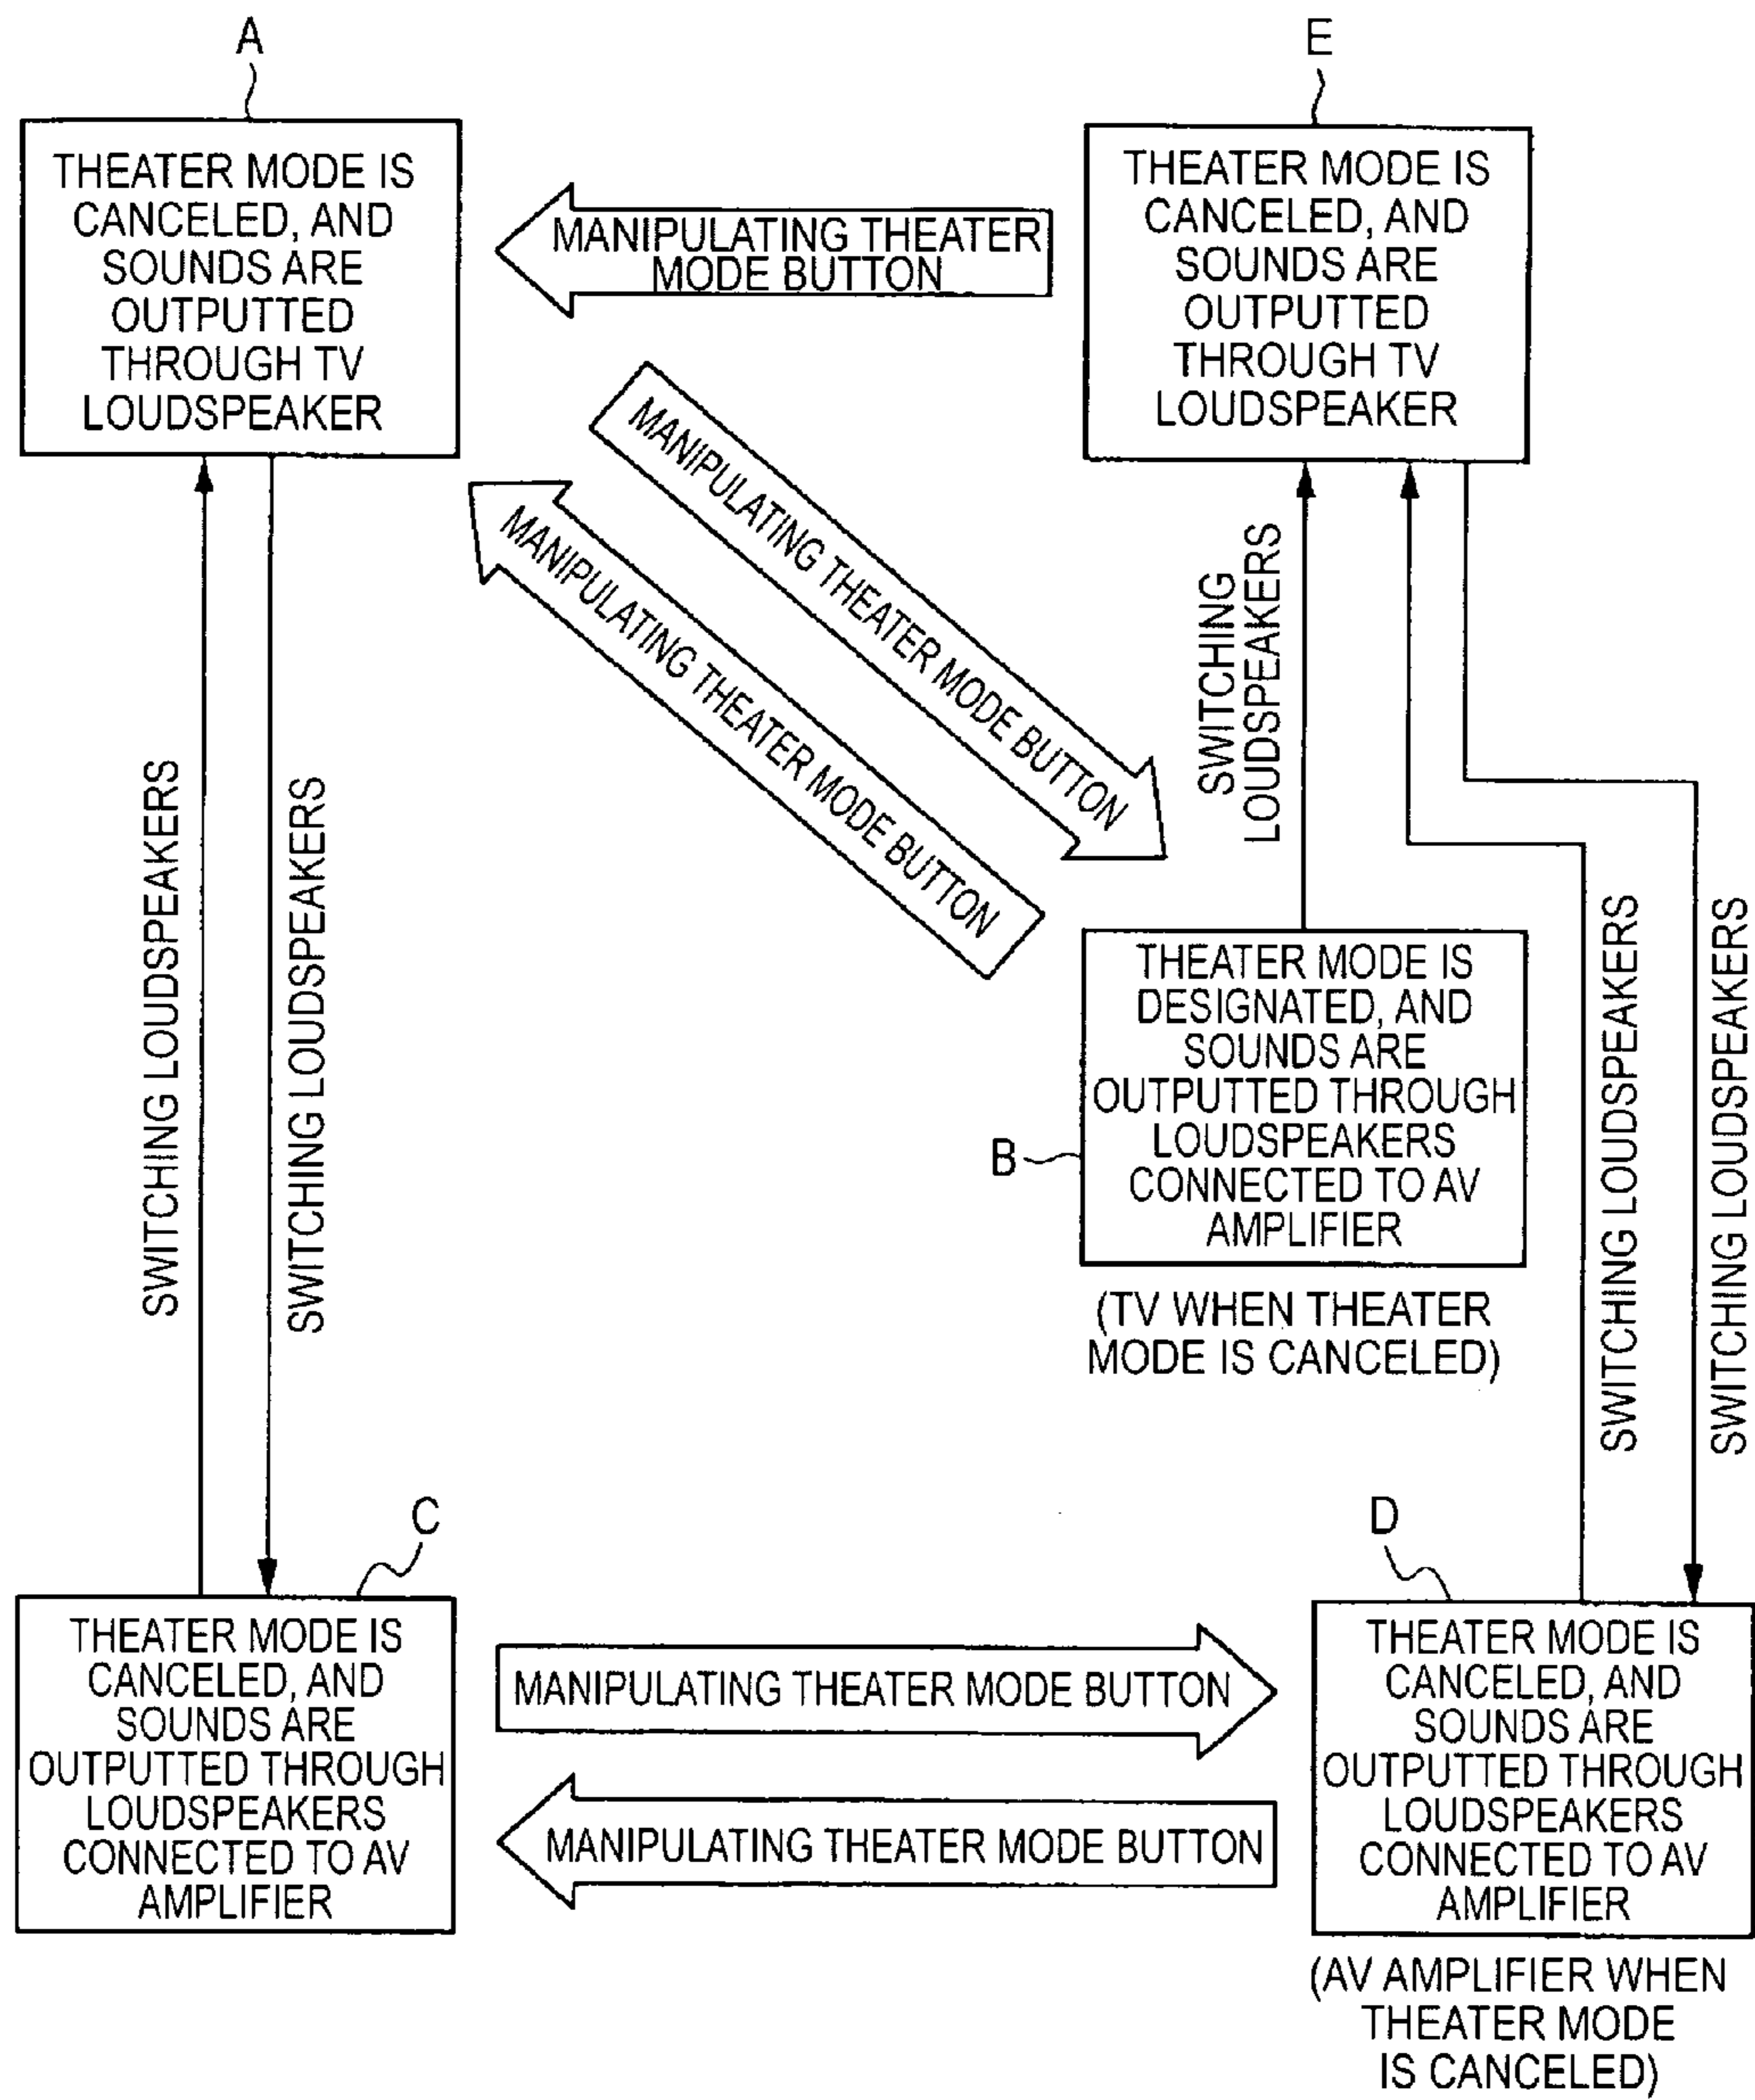 A
THEATER MODE IS
CANCELED, AND
SOUNDS ARE
OUTPUTTED
THROUGH TV
LOUDSPEAKER
MANIPULATING THEATER
MODE BUTTON
E
THEATER MODE IS
CANCELED, AND
SOUNDS ARE
OUTPUTTED
THROUGH TV
LOUDSPEAKER
MANIPULATING THEATER MODE BUTTON
MANIPULATING THEATER MODE BUTTON
SWITCHING
LOUDSPEAKERS
SWITCHING LOUDSPEAKERS
SWITCHING LOUDSPEAKERS
B
THEATER MODE IS
DESIGNATED, AND
SOUNDS ARE
OUTPUTTED THROUGH
LOUDSPEAKERS
CONNECTED TO AV
AMPLIFIER
(TV WHEN THEATER
MODE IS CANCELED)
SWITCHING LOUDSPEAKERS
SWITCHING LOUDSPEAKERS
C
THEATER MODE IS
CANCELED, AND
SOUNDS ARE
OUTPUTTED THROUGH
LOUDSPEAKERS
CONNECTED TO AV
AMPLIFIER
MANIPULATING THEATER MODE BUTTON
MANIPULATING THEATER MODE BUTTON
D
THEATER MODE IS
CANCELED, AND
SOUNDS ARE
OUTPUTTED THROUGH
LOUDSPEAKERS
CONNECTED TO AV
AMPLIFIER
(AV AMPLIFIER WHEN
THEATER MODE
IS CANCELED)